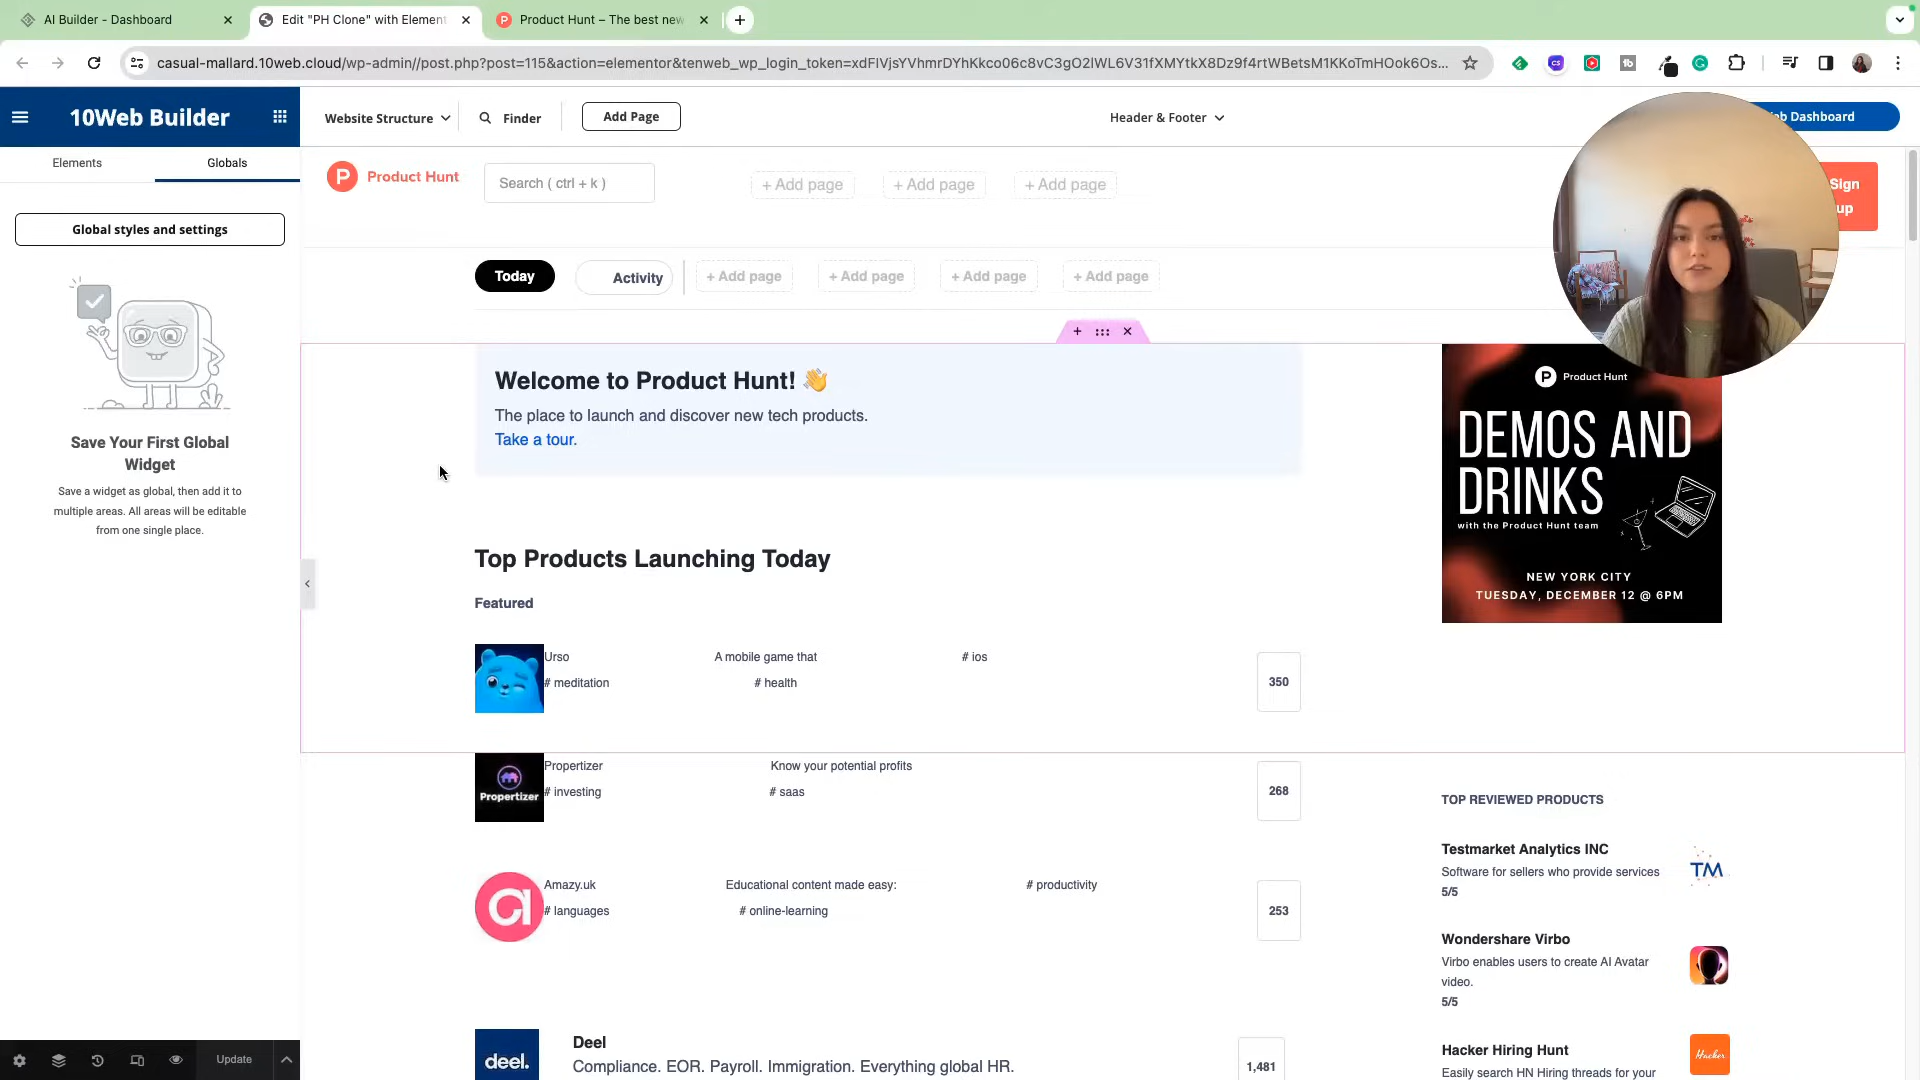 AI Builder - Dashboard
Edit "PH Clone" with Element
Product Hunt – The best new
casual-mallard.10web.cloud/wp-admin//post.php?post=115&action=elementor&tenweb_wp_login_token=xdFIVjsYVhmrDYhKkco06c8vC3gO2lWL6V31fXMYtkX8Dz9f4rtWBetsM1KKoTmHOok6Os...
10Web Builder
Website Structure
Finder
Add Page
Header & Footer
Dashboard
Elements
Globals
Product Hunt
Search ( ctrl + k )
+ Add page
+ Add page
+ Add page
Sign
up
Global styles and settings
Today
Activity
+ Add page
+ Add page
+ Add page
+ Add page
Save Your First Global
Widget
Save a widget as global, then add it to
multiple areas. All areas will be editable
from one single place.
Welcome to Product Hunt! 👋
The place to launch and discover new tech products.
Take a tour.
Product Hunt
DEMOS AND
DRINKS
with the Product Hunt team
NEW YORK CITY
TUESDAY, DECEMBER 12 @ 6PM
Top Products Launching Today
Featured
Urso
A mobile game that
# ios
# meditation
# health
350
Propertizer
Propertizer
Know your potential profits
# investing
# saas
268
Amazy.uk
Educational content made easy:
# productivity
# languages
# online-learning
253
deel.
Deel
Compliance. EOR. Payroll. Immigration. Everything global HR.
1,481
TOP REVIEWED PRODUCTS
Testmarket Analytics INC
Software for sellers who provide services
5/5
TM
Wondershare Virbo
Virbo enables users to create AI Avatar
video.
5/5
Hacker Hiring Hunt
Easily search HN Hiring threads for your
Hacker
Update